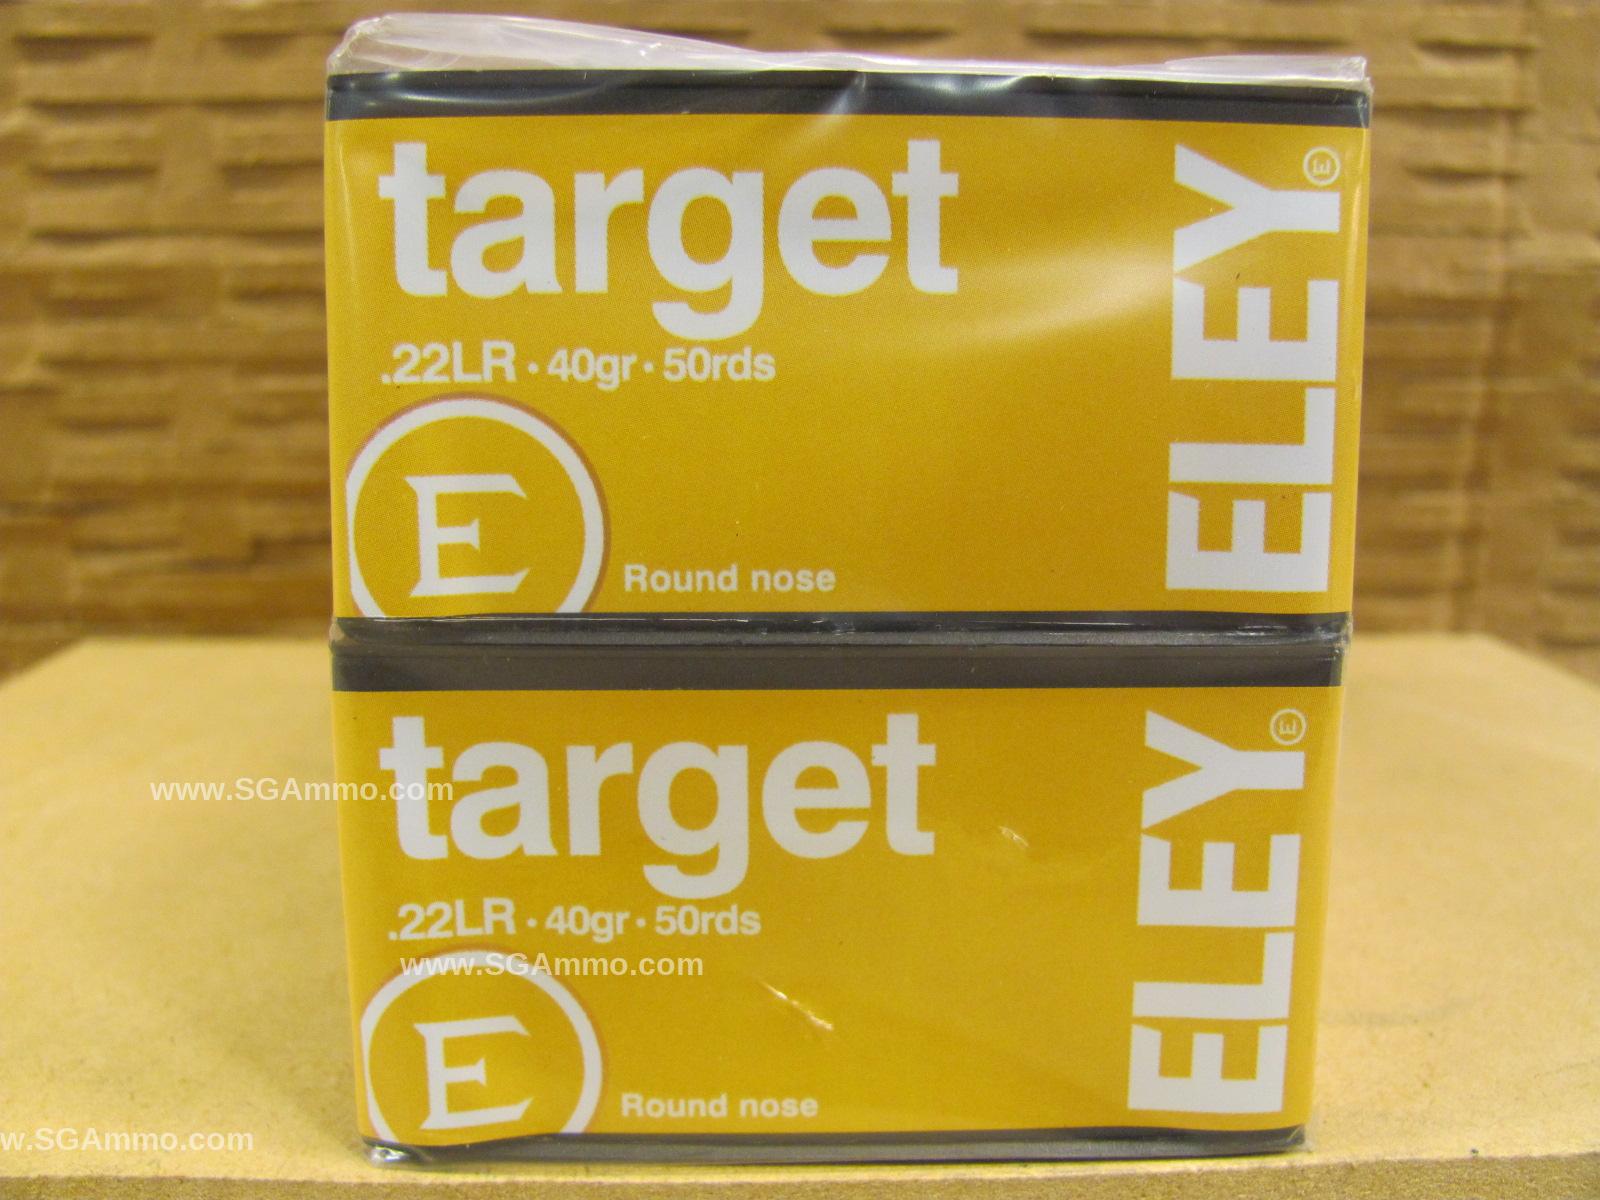 target
ELEY
E
.22LR · 40gr · 50rds
E
Round nose
target
ELEY
E
www.SGAmmo.com
.22LR · 40gr · 50rds
www.SGAmmo.com
E
Round nose
w.SGAmmo.com